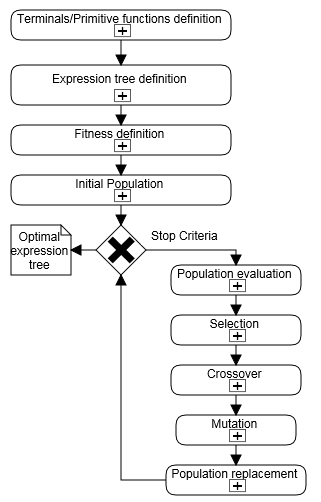 Terminals/Primitive functions definition
Expression tree definition
Fitness definition
Initial Population
Stop Criteria
Optimal
expression
tree
Population evaluation
Selection
Crossover
Mutation
Population replacement